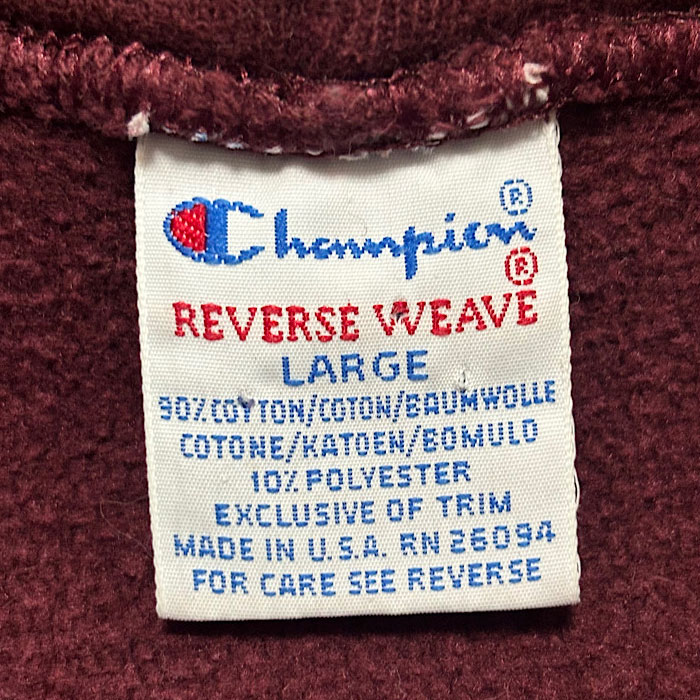 Champion®
REVERSE WEAVE®
LARGE
90% COTTON/COTON/BAUMWOLLE
COTONE/KATOEN/BOMULD
10% POLYESTER
EXCLUSIVE OF TRIM
MADE IN U.S.A. RN 26094
FOR CARE SEE REVERSE